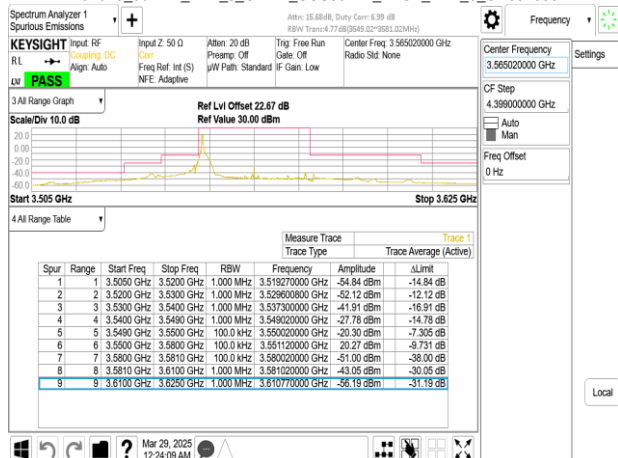 Spectrum Analyzer 1
Spurious Emissions
+
Attn: 15.68dB, Duty Corr: 6.99 dB
RBW Trans:4.77dB(3549.02~3581.02MHz)
Frequency
KEYSIGHT Input: RF Input Z: 50 Ω Atten: 20 dB Trig: Free Run Center Freq: 3.565020000 GHz
RL Coupling: DC Corr Preamp: Off Gate: Off Radio Std: None
Align: Auto Freq Ref: Int (S) µW Path: Standard IF Gain: Low
NFE: Adaptive
LXI PASS
Center Frequency
3.565020000 GHz
Settings
CF Step
4.399000000 GHz
Auto
Man
Freq Offset
0 Hz
3 All Range Graph
Scale/Div 10.0 dB
Ref Lvl Offset 22.67 dB
Ref Value 30.00 dBm
20.0
0.00
-20.0
-40.0
-60.0
Start 3.505 GHz Stop 3.625 GHz
4 All Range Table
Measure Trace Trace 1
Trace Type Trace Average (Active)
Spur Range Start Freq Stop Freq RBW Frequency Amplitude ΔLimit
1 1 3.5050 GHz 3.5200 GHz 1.000 MHz 3.519270000 GHz -54.84 dBm -14.84 dB
2 2 3.5200 GHz 3.5300 GHz 1.000 MHz 3.529600800 GHz -52.12 dBm -12.12 dB
3 3 3.5300 GHz 3.5400 GHz 1.000 MHz 3.537300000 GHz -41.91 dBm -16.91 dB
4 4 3.5400 GHz 3.5490 GHz 1.000 MHz 3.549020000 GHz -27.78 dBm -14.78 dB
5 5 3.5490 GHz 3.5500 GHz 100.0 kHz 3.550020000 GHz -20.30 dBm -7.305 dB
6 6 3.5500 GHz 3.5800 GHz 100.0 kHz 3.551120000 GHz 20.27 dBm -9.731 dB
7 7 3.5800 GHz 3.5810 GHz 100.0 kHz 3.580020000 GHz -51.00 dBm -38.00 dB
8 8 3.5810 GHz 3.6100 GHz 1.000 MHz 3.581020000 GHz -43.05 dBm -30.05 dB
9 9 3.6100 GHz 3.6250 GHz 1.000 MHz 3.610770000 GHz -56.19 dBm -31.19 dB
Local
?
Mar 29, 2025
12:24:09 AM